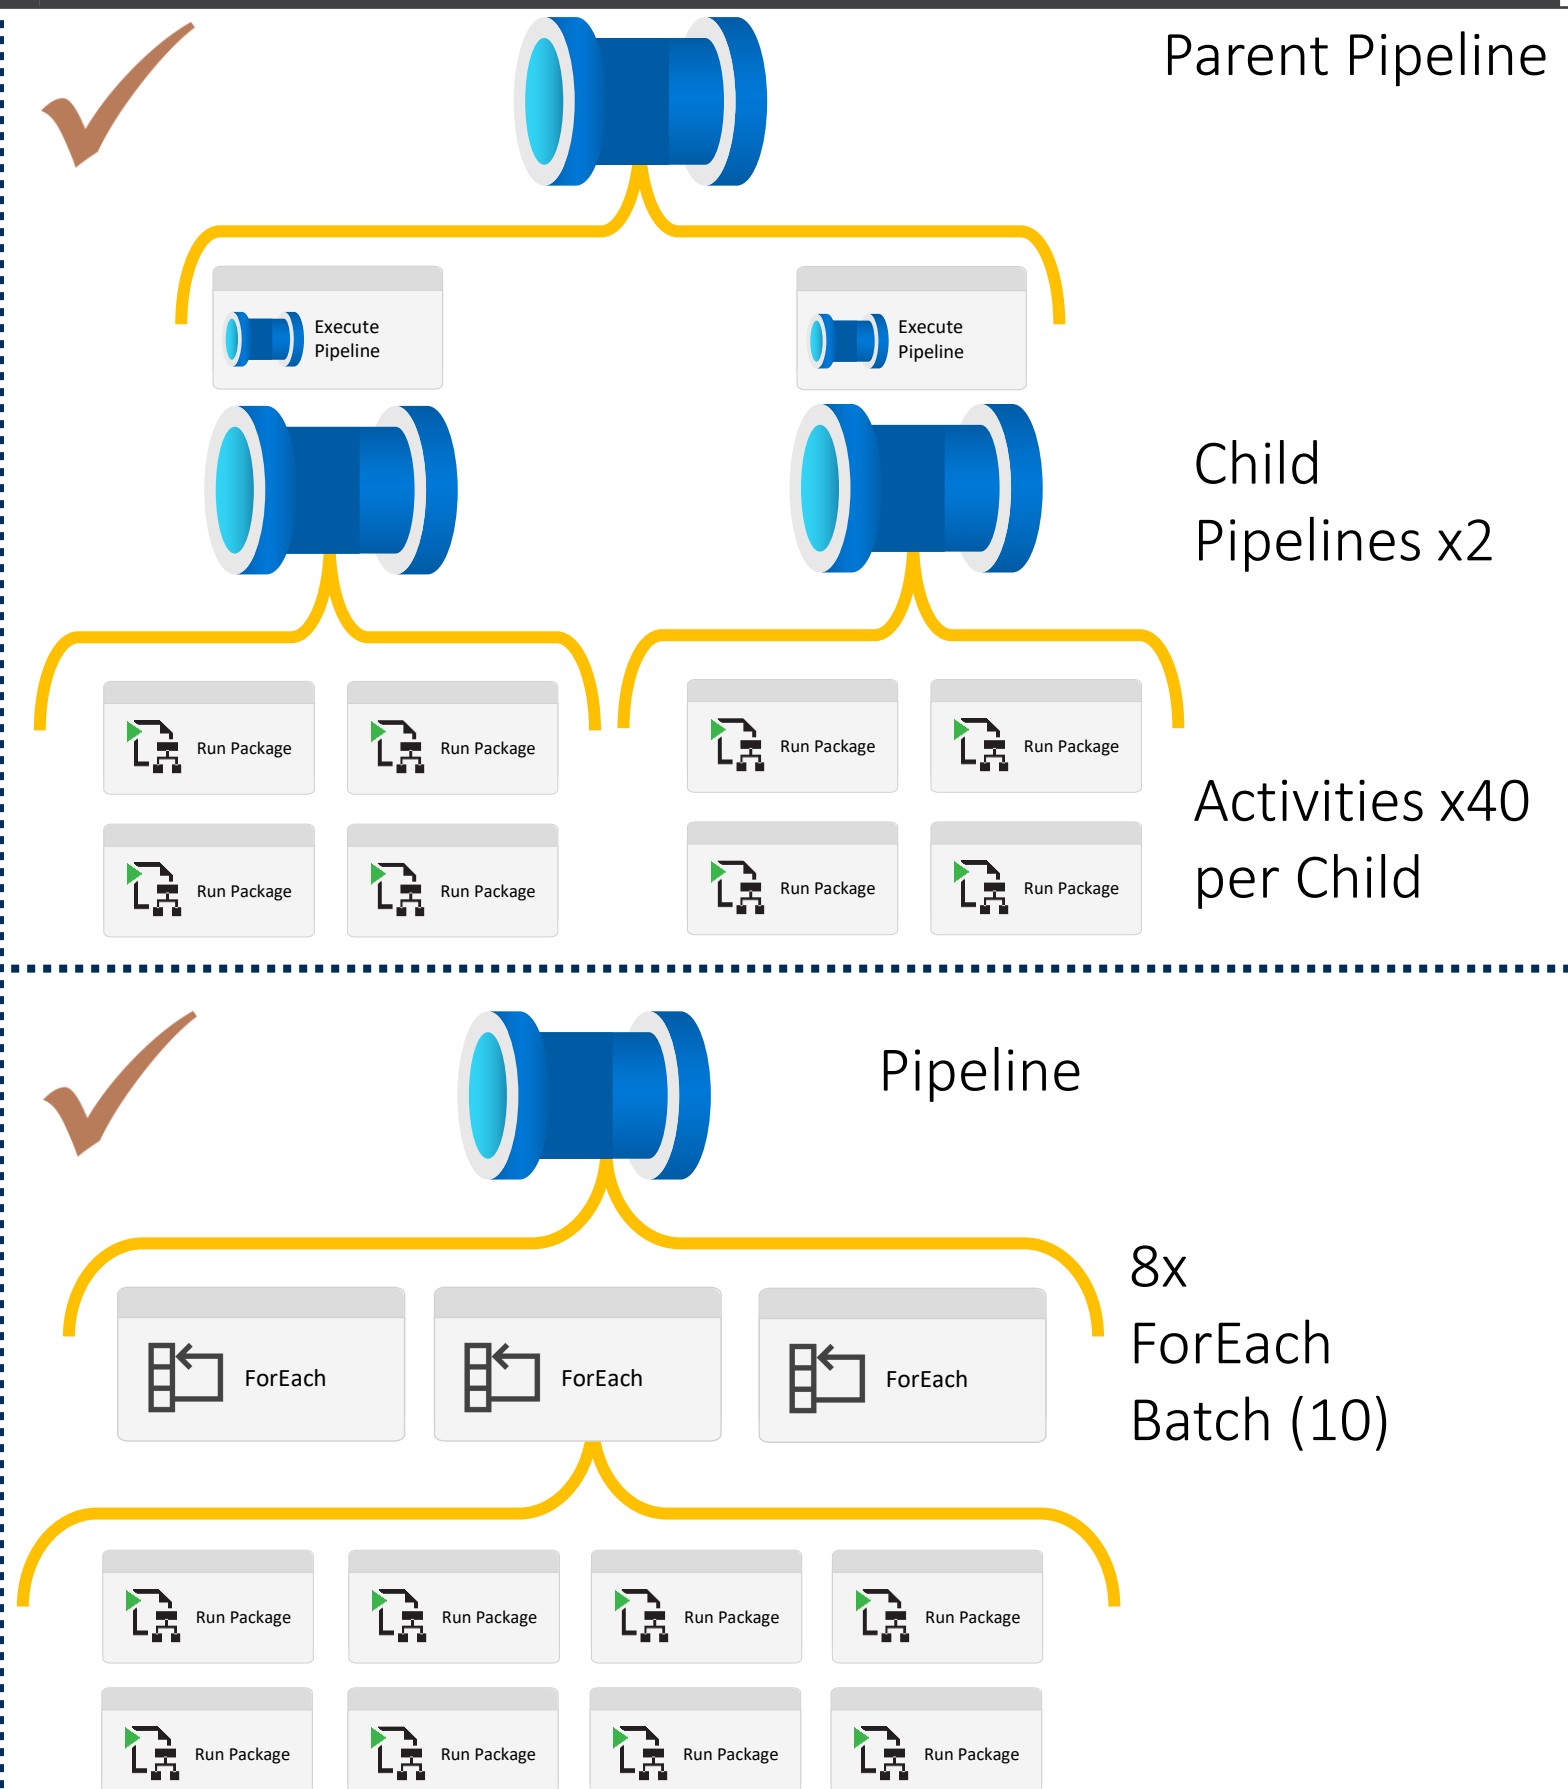 Parent Pipeline
Execute
Pipeline
Execute
Pipeline
Child
Pipelines x2
Run Package
Run Package
Run Package
Run Package
Activities x40
per Child
Run Package
Run Package
Run Package
Run Package
Pipeline
8x
ForEach
Batch (10)
ForEach
ForEach
ForEach
Run Package
Run Package
Run Package
Run Package
Run Package
Run Package
Run Package
Run Package